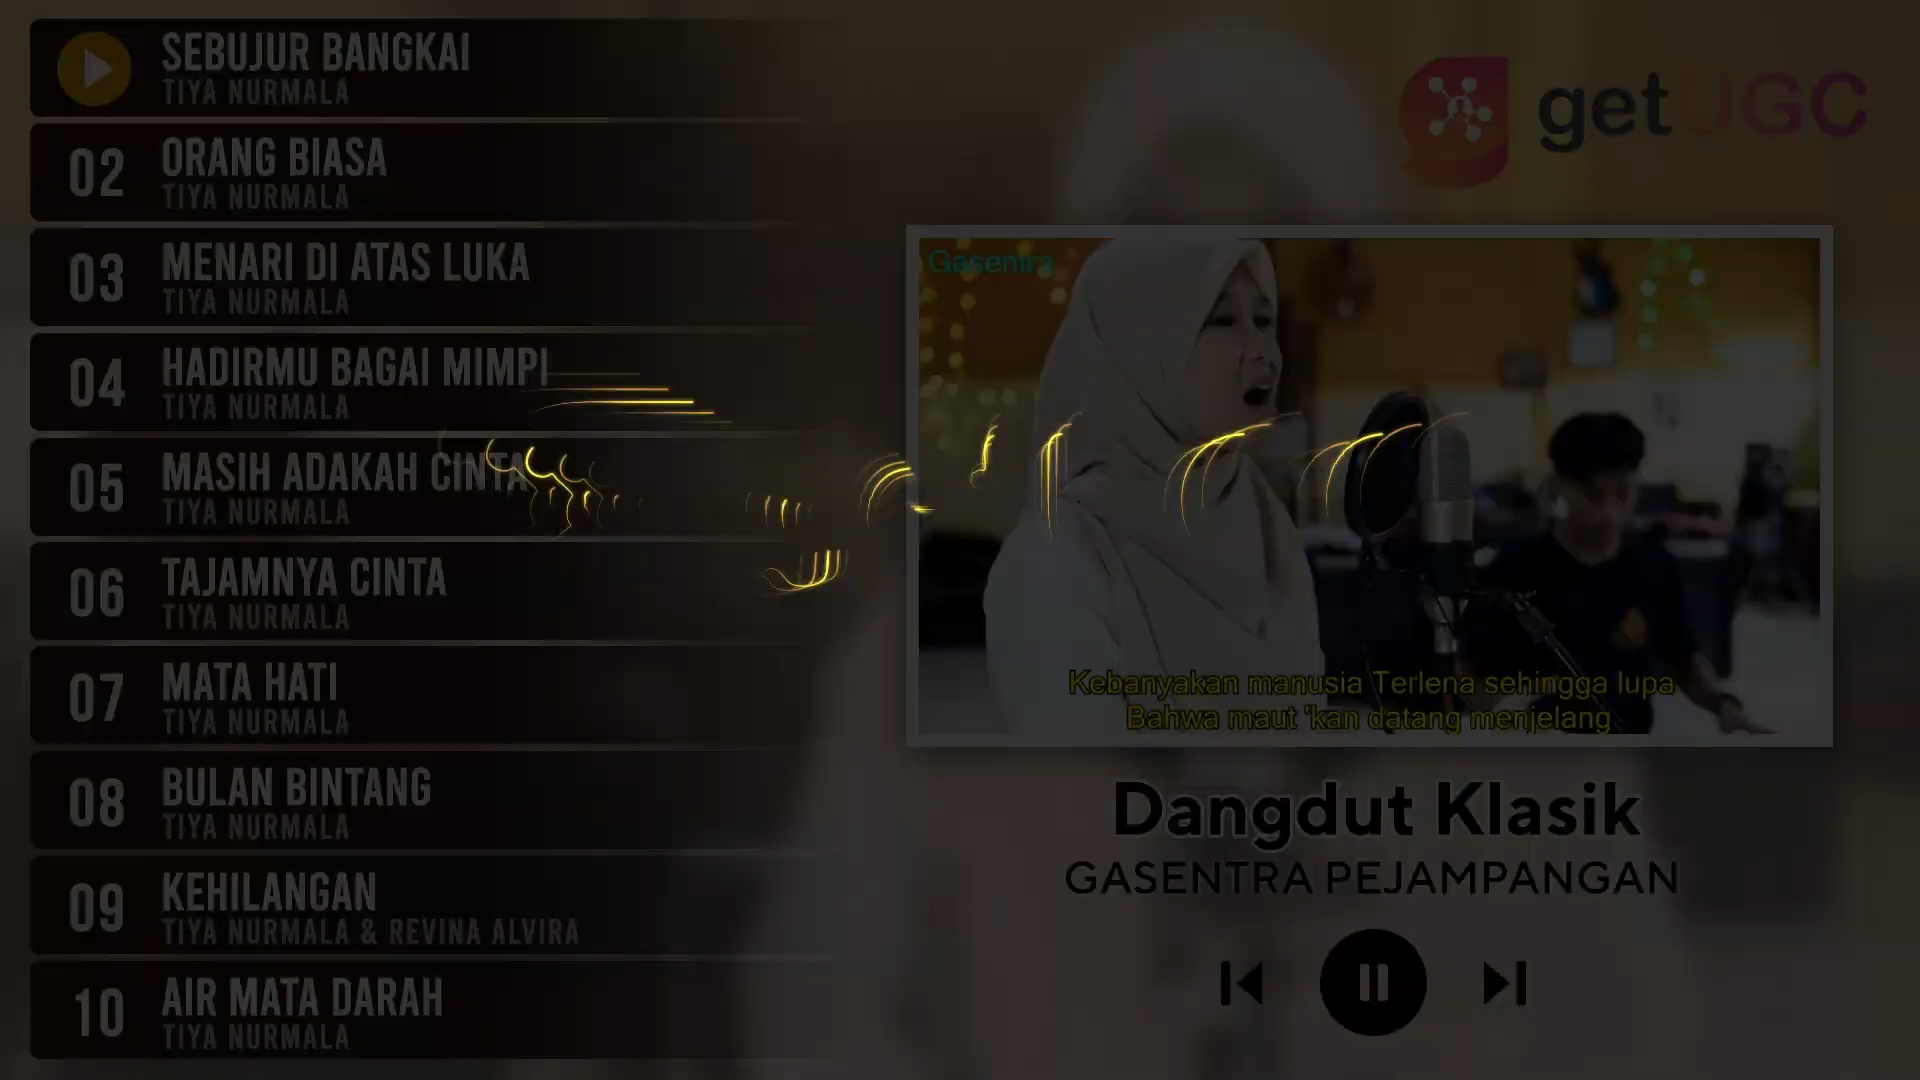 SEBUJUR BANGKAI
TIYA NURMALA
02
ORANG BIASA
TIYA NURMALA
03
MENARI DI ATAS LUKA
TIYA NURMALA
04
HADIRMU BAGAI MIMPI
TIYA NURMALA
05
MASIH ADAKAH CINTA
TIYA NURMALA
06
TAJAMNYA CINTA
TIYA NURMALA
07
MATA HATI
TIYA NURMALA
08
BULAN BINTANG
TIYA NURMALA
09
KEHILANGAN
TIYA NURMALA & REVINA ALVIRA
10
AIR MATA DARAH
TIYA NURMALA
getUGC
Gasentra
Kebanyakan manusia Terlena sehingga lupa
Bahwa maut 'kan datang menjelang
Dangdut Klasik
GASENTRA PEJAMPANGAN